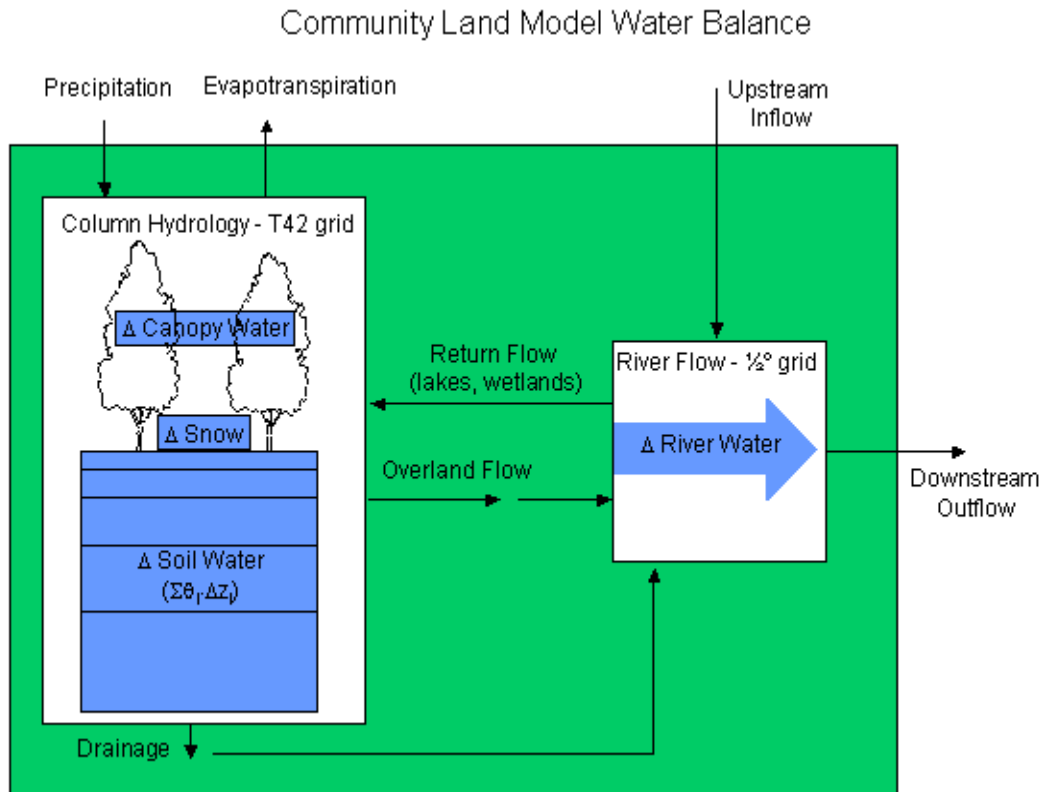 Community Land Model Water Balance
Precipitation
Evapotranspiration
Upstream
Inflow
Column Hydrology - T42 grid
Δ Canopy Water
Δ Snow
Δ Soil Water
(Σθi·Δzi)
Drainage
Return Flow
(lakes, wetlands)
Overland Flow
River Flow - ½° grid
Δ River Water
Downstream
Outflow